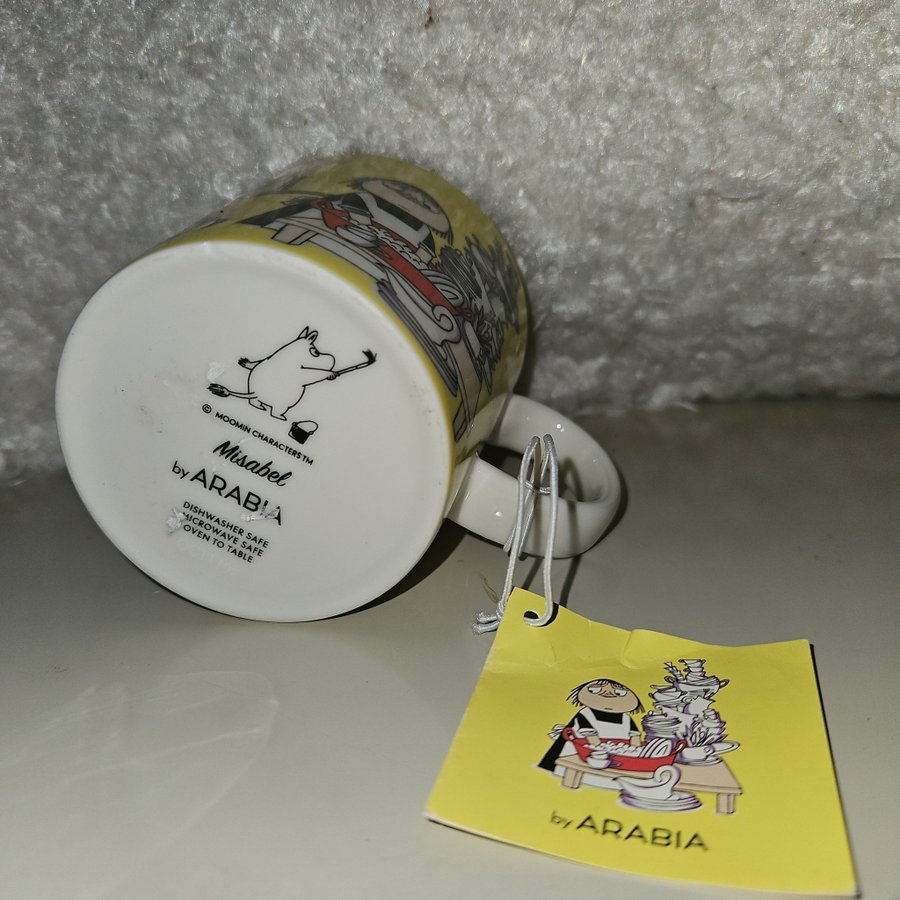 © MOOMIN CHARACTERS™
Misabel
by ARABIA
DISHWASHER SAFE
MICROWAVE SAFE
OVEN TO TABLE
by ARABIA